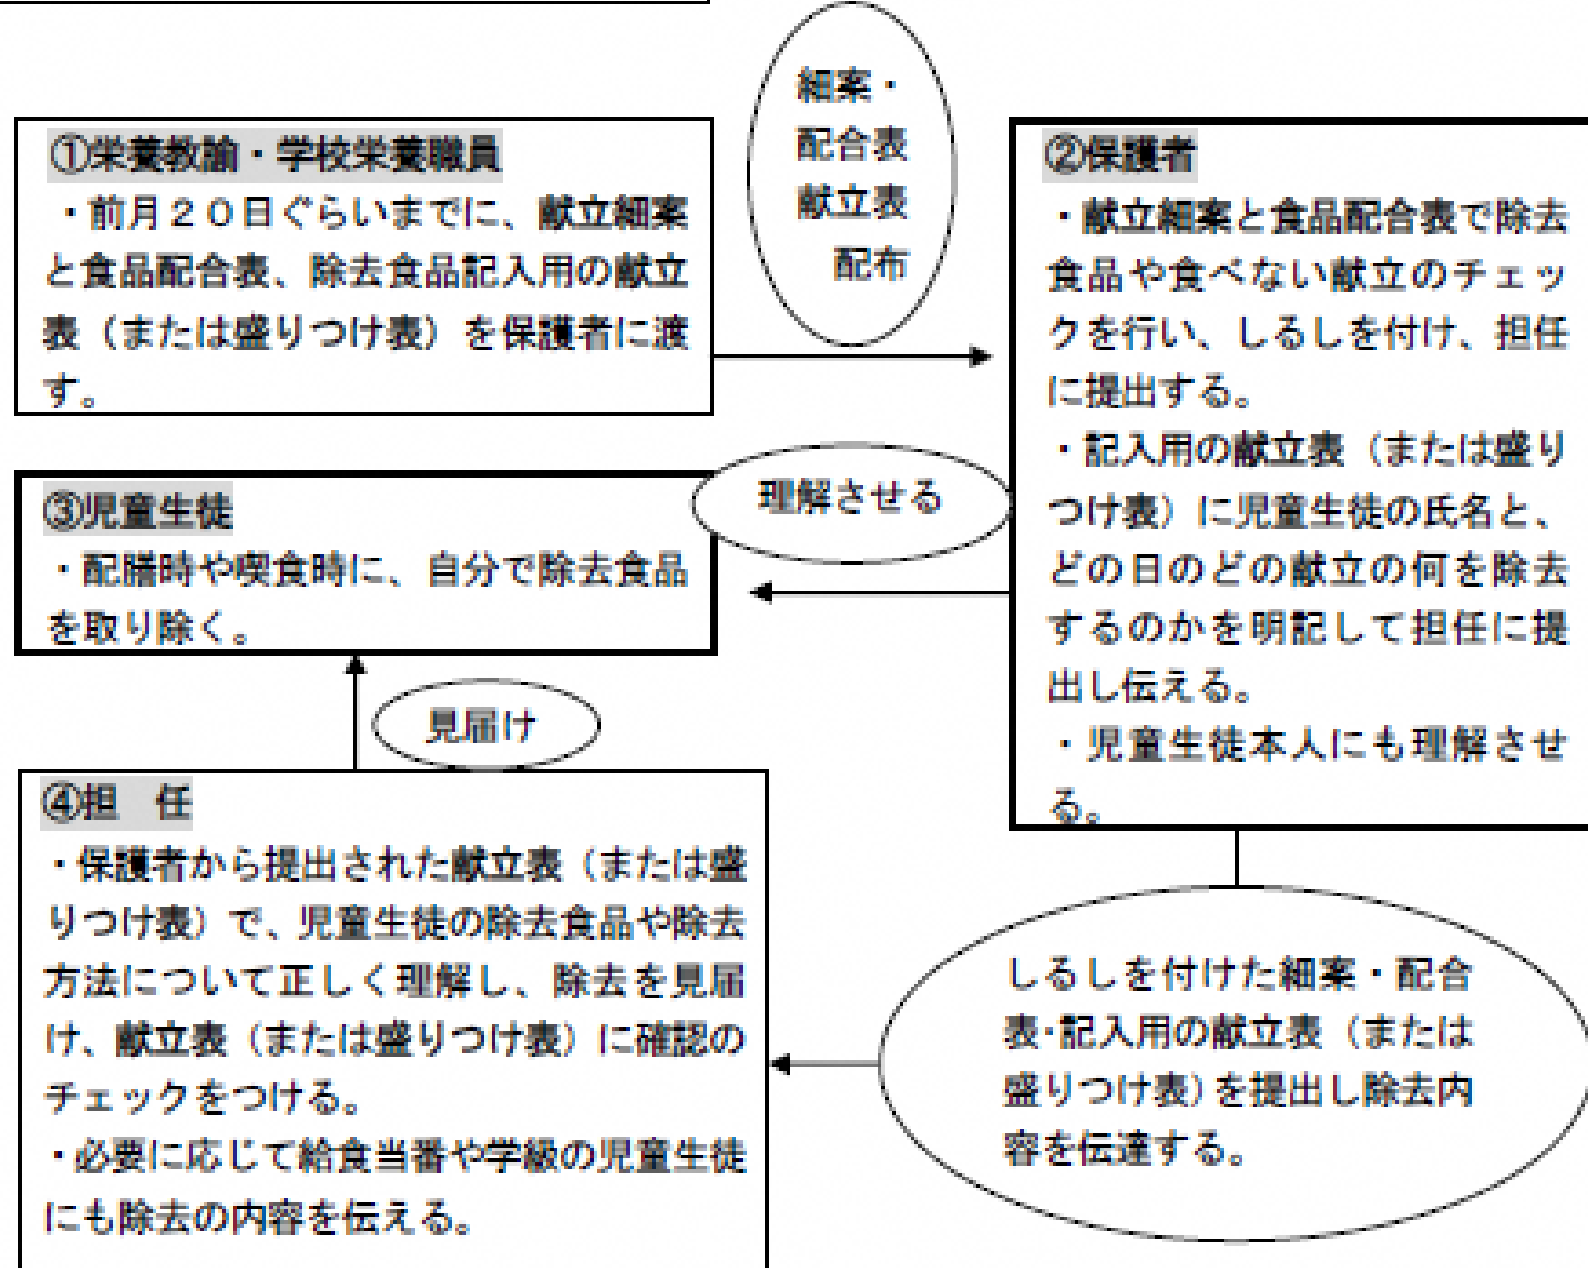 細案・
配合表
献立表
配布
①栄養教諭・学校栄養職員
・前月２０日ぐらいまでに、献立細案
と食品配合表、除去食品記入用の献立
表（または盛りつけ表）を保護者に渡
す。
②保護者
・献立細案と食品配合表で除去
食品や食べない献立のチェッ
クを行い、しるしを付け、担任
に提出する。
・記入用の献立表（または盛り
つけ表）に児童生徒の氏名と、
どの日のどの献立の何を除去
するのかを明記して担任に提
出し伝える。
・児童生徒本人にも理解させ
る。
理解させる
③児童生徒
・配膳時や喫食時に、自分で除去食品
を取り除く。
見届け
④担　任
・保護者から提出された献立表（または盛
りつけ表）で、児童生徒の除去食品や除去
方法について正しく理解し、除去を見届
け、献立表（または盛りつけ表）に確認の
チェックをつける。
・必要に応じて給食当番や学級の児童生徒
にも除去の内容を伝える。
しるしを付けた細案・配合
表・記入用の献立表（または
盛りつけ表）を提出し除去内
容を伝達する。